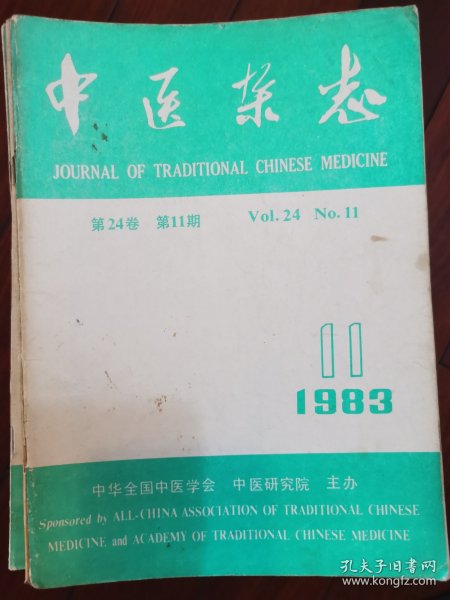 中医杂志
JOURNAL OF TRADITIONAL CHINESE MEDICINE
第24卷 第11期 Vol.24 No.11
11
1983
中华全国中医学会 中医研究院 主办
Sponsored by ALL-CHINA ASSOCIATION OF TRADITIONAL CHINESE
MEDICINE and ACADEMY OF TRADITIONAL CHINESE MEDICINE
孔夫子旧书网
www.kongfz.com